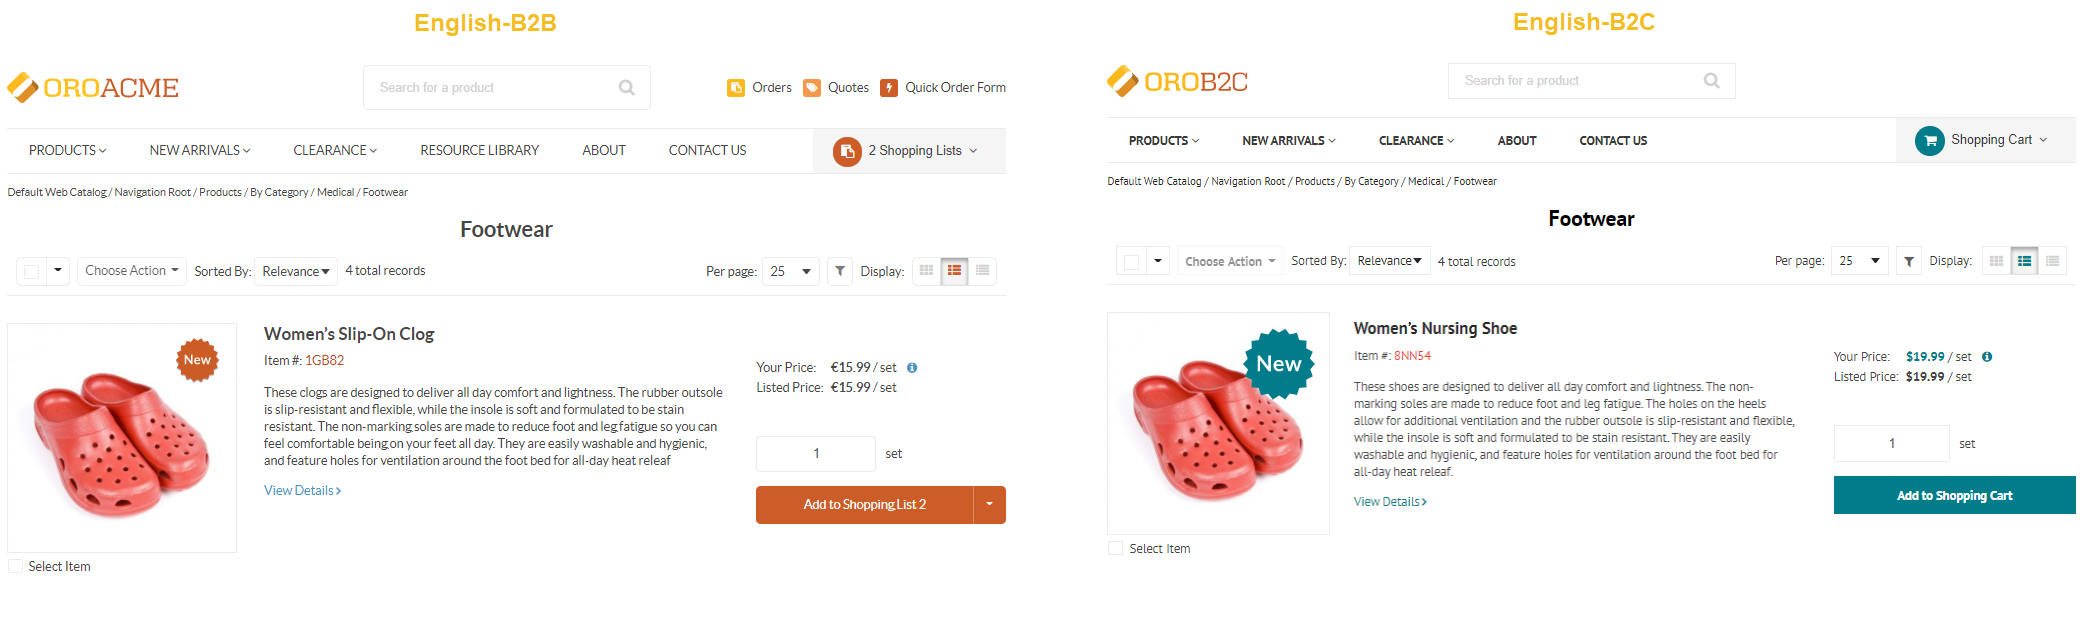 English-B2B
OROACME
Search for a product
Orders Quotes Quick Order Form
PRODUCTS NEW ARRIVALS CLEARANCE RESOURCE LIBRARY ABOUT CONTACT US 2 Shopping Lists
Default Web Catalog / Navigation Root / Products / By Category / Medical / Footwear
Footwear
Choose Action Sorted By: Relevance 4 total records Per page: 25 Display:
New
Women's Slip-On Clog
Item #: 1GB82
These clogs are designed to deliver all day comfort and lightness. The rubber outsole
is slip-resistant and flexible, while the insole is soft and formulated to be stain
resistant. The non-marking soles are made to reduce foot and leg fatigue so you can
feel comfortable being on your feet all day. They are easily washable and hygienic,
and feature holes for ventilation around the foot bed for all-day heat releaf
View Details
Your Price: €15.99 / set
Listed Price: €15.99 / set
1 set
Add to Shopping List 2
Select Item
English-B2C
OROB2C
Search for a product
PRODUCTS NEW ARRIVALS CLEARANCE ABOUT CONTACT US Shopping Cart
Default Web Catalog / Navigation Root / Products / By Category / Medical / Footwear
Footwear
Choose Action Sorted By: Relevance 4 total records Per page: 25 Display:
New
Women's Nursing Shoe
Item #: 8NN54
These shoes are designed to deliver all day comfort and lightness. The non-
marking soles are made to reduce foot and leg fatigue. The holes on the heels
allow for additional ventilation and the rubber outsole is slip-resistant and flexible,
while the insole is soft and formulated to be stain resistant. They are easily
washable and hygienic, and feature holes for ventilation around the foot bed for
all-day heat releaf.
View Details
Your Price: $19.99 / set
Listed Price: $19.99 / set
1 set
Add to Shopping Cart
Select Item